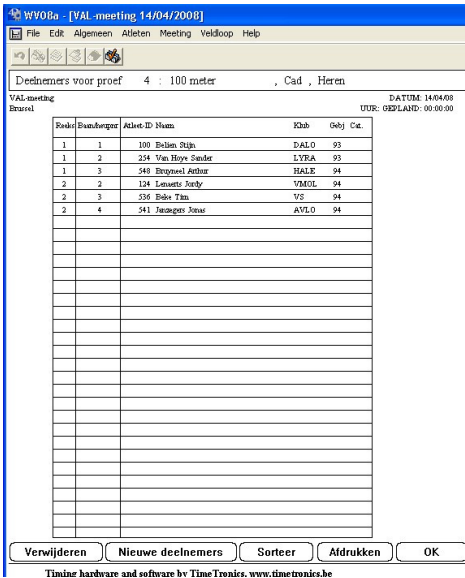 WV08a - [VAL-meeting 14/04/2008]
File Edit Algemeen Atleten Meeting Veldloop Help
Deelnemers voor proef 4 : 100 meter , Cad , Heren
VAL-meeting DATUM: 14/04/08
Brussel UUR: GEPLAND: 00:00:00
Reeks Baan/beurtnr Atleet-ID Naam Klub Gebj Cat.
1 1 100 Belien Stijn DALO 93
1 2 254 Van Hoye Sander LYRA 93
1 3 548 Bruyneel Arthur HALE 94
2 2 124 Lenaerts Jordy VMOL 94
2 3 536 Beke Tim VS 94
2 4 541 Janzegers Jonas AVLO 94
Verwijderen Nieuwe deelnemers Sorteer Afdrukken OK
Timing hardware and software by TimeTronics, www.timetronics.be